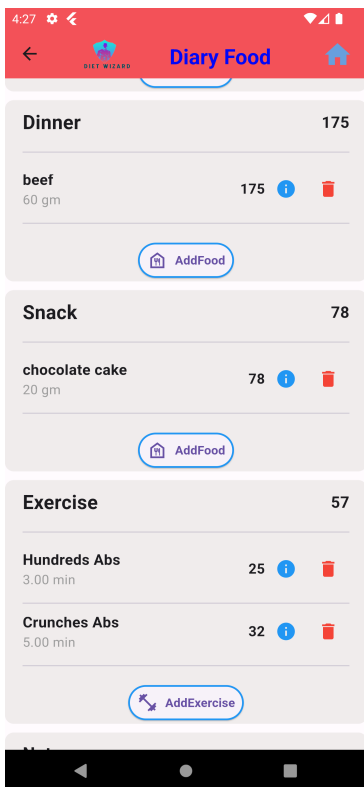 4:27
DIET WIZARD
Diary Food
Dinner 175
beef 175
60 gm
AddFood
Snack 78
chocolate cake 78
20 gm
AddFood
Exercise 57
Hundreds Abs 25
3.00 min
Crunches Abs 32
5.00 min
AddExercise